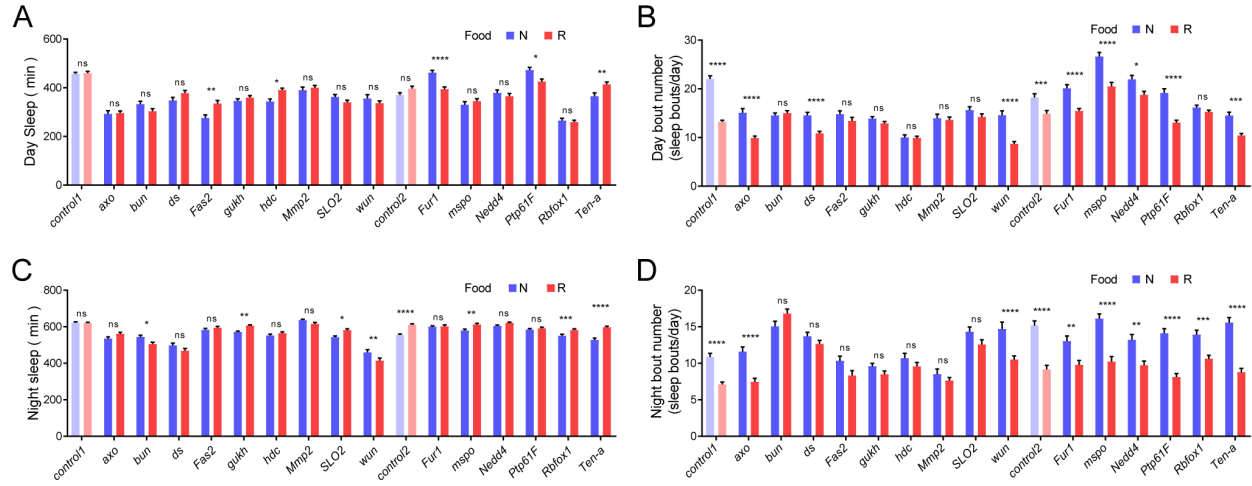 A
Food N R
Day Sleep ( min )
600
400
200
0
ns ns ns ns ** ns * ns ns ns ns **** * ns ns ns **
control1 axo bun ds Fas2 gukh hdc Mmp2 SLO2 wun control2 Fur1 mspo Nedd4 Ptp61F Rbfox1 Ten-a
B
Food N R
Day bout number
(sleep bouts/day)
30
20
10
0
**** **** ns **** ns ns ns ns ns **** *** **** **** * **** ns ***
control1 axo bun ds Fas2 gukh hdc Mmp2 SLO2 wun control2 Fur1 mspo Nedd4 Ptp61F Rbfox1 Ten-a
C
Food N R
Night sleep ( min )
800
600
400
200
0
ns ns * ns ns ** ns ns * ** **** ns ** ns ns *** ****
control1 axo bun ds Fas2 gukh hdc Mmp2 SLO2 wun control2 Fur1 mspo Nedd4 Ptp61F Rbfox1 Ten-a
D
Food N R
Night bout number
(sleep bouts/day)
20
15
10
5
0
**** **** ns ns ns ns ns ns ns **** **** ** **** ** **** *** ****
control1 axo bun ds Fas2 gukh hdc Mmp2 SLO2 wun control2 Fur1 mspo Nedd4 Ptp61F Rbfox1 Ten-a